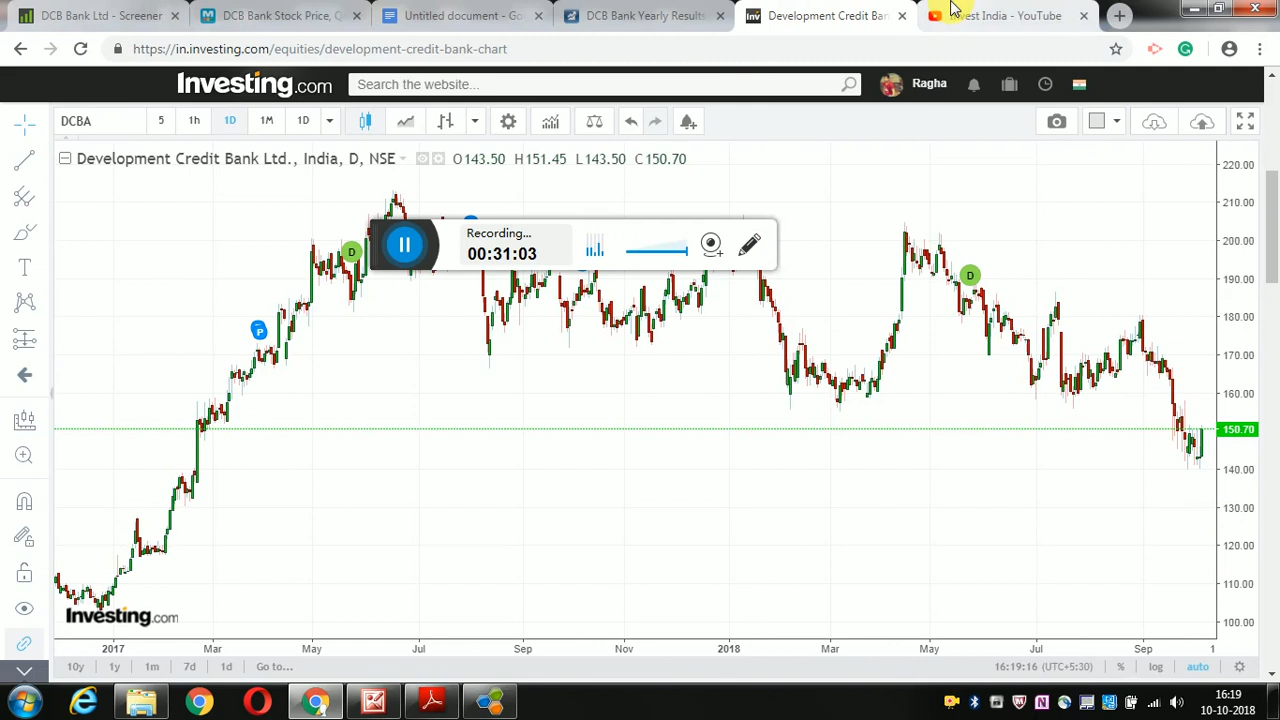 DCB Bank Ltd - Screener
DCB Bank Stock Price, Q
Untitled document - Go
DCB Bank Yearly Results
Development Credit Ban
Invest India - YouTube
https://in.investing.com/equities/development-credit-bank-chart
Investing.com
Search the website...
Ragha
DCBA
5
1h
1D
1M
1D
Development Credit Bank Ltd., India, D, NSE
O143.50 H151.45 L143.50 C150.70
Recording...
00:31:03
D
P
D
220.00
210.00
200.00
190.00
180.00
170.00
160.00
150.70
140.00
130.00
120.00
110.00
100.00
Investing.com
2017
Mar
May
Jul
Sep
Nov
2018
Mar
May
Jul
Sep
1
10y
1y
1m
7d
1d
Go to...
16:19:16 (UTC+5:30)
%
log
auto
16:19
10-10-2018